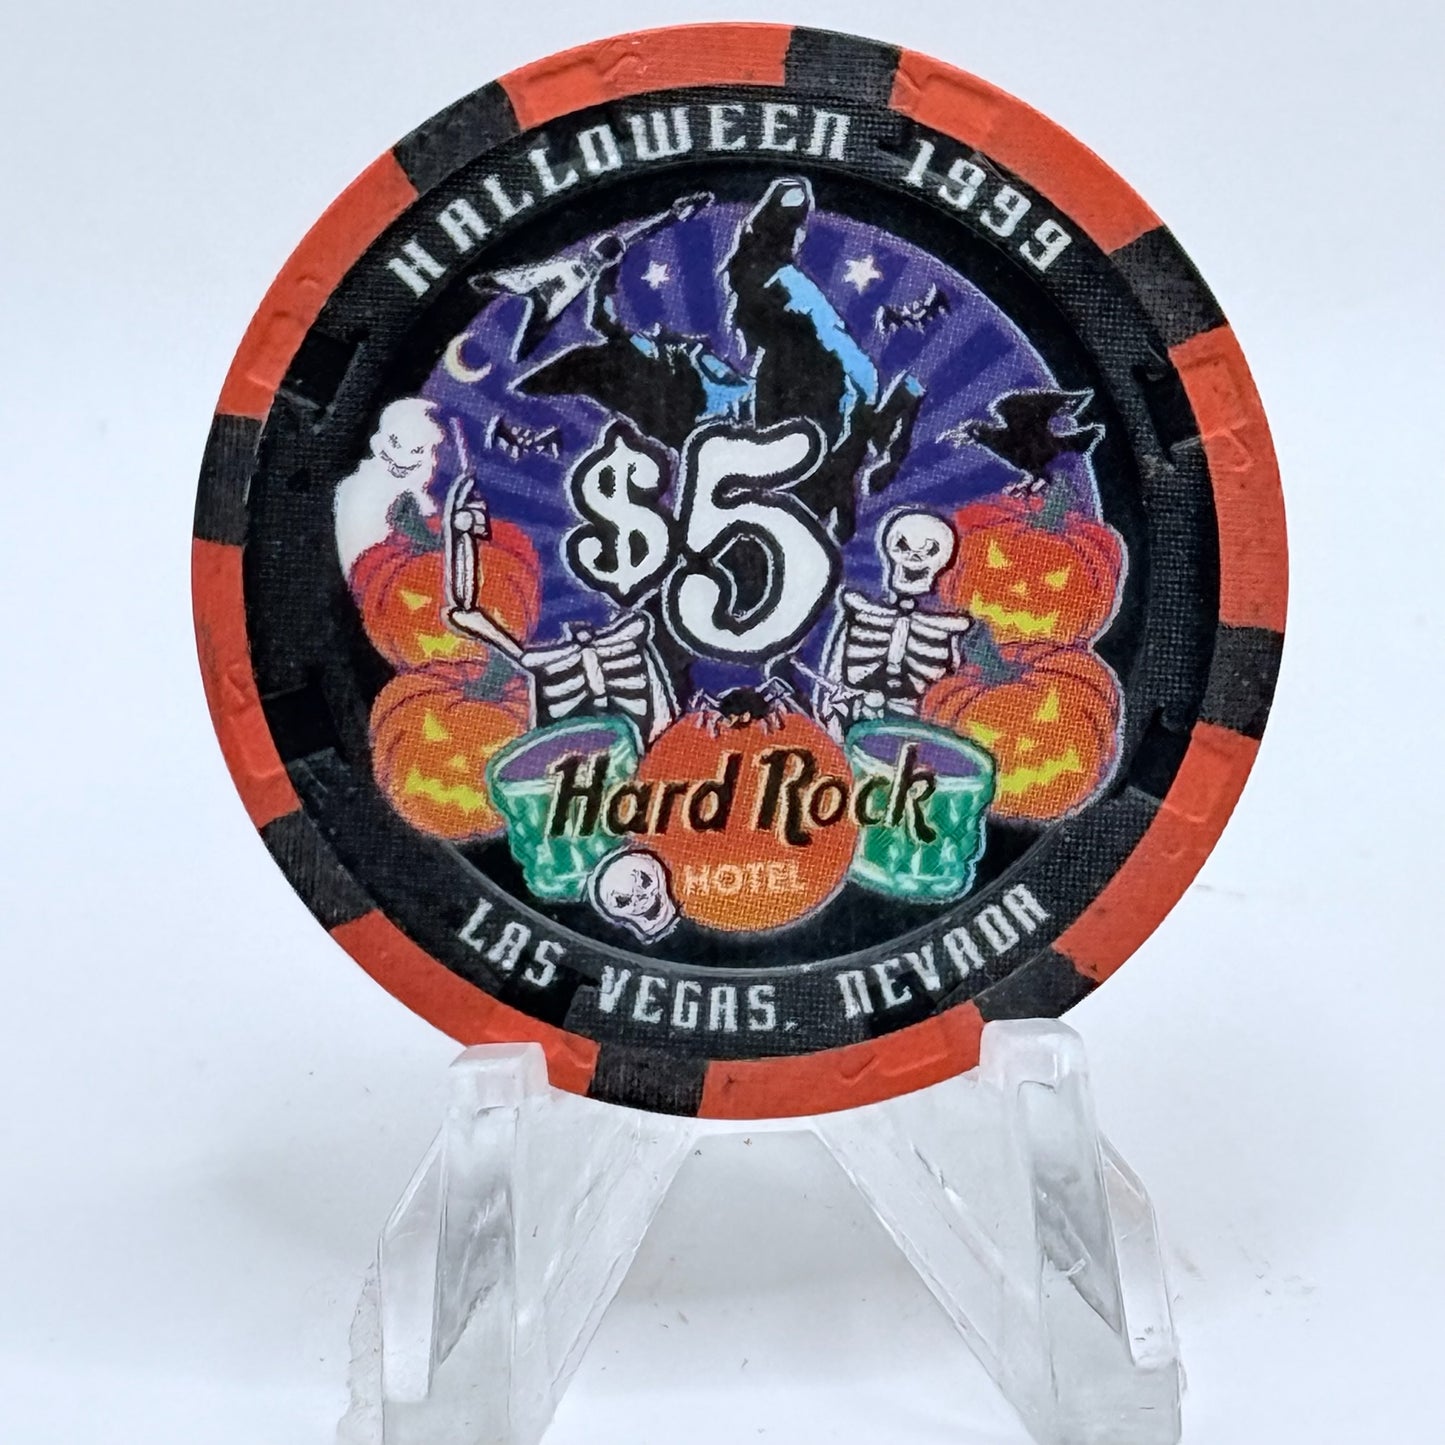 HALLOWEEN 1999
$5
Hard Rock
HOTEL
LAS VEGAS, NEVADA